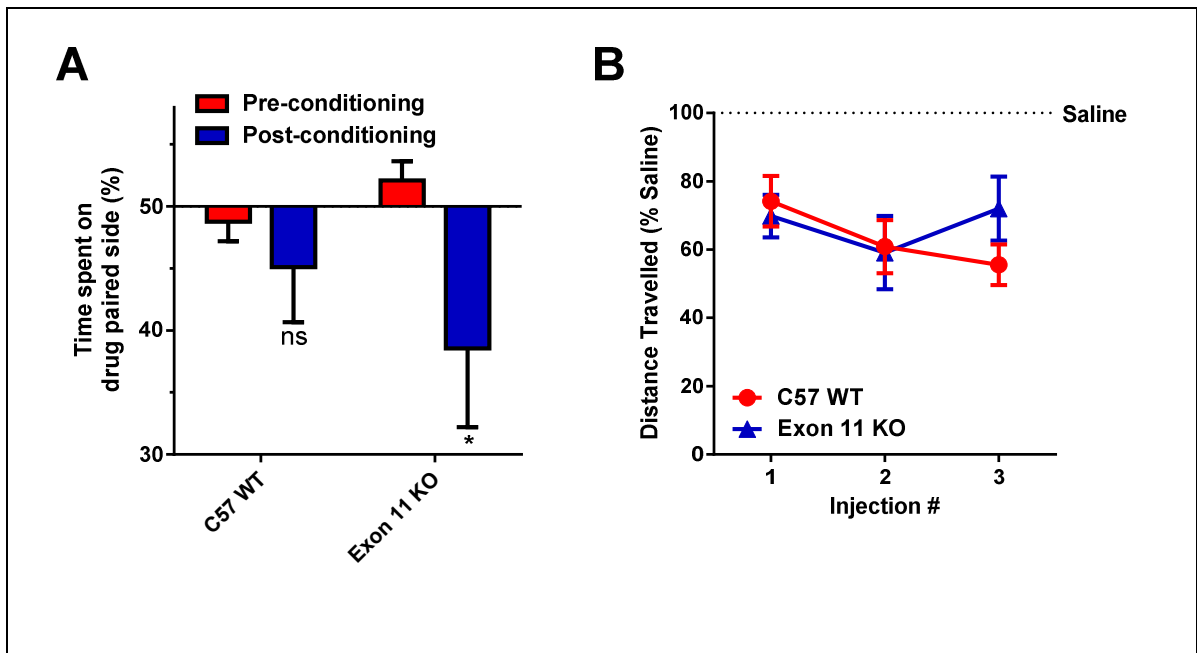 A
Pre-conditioning
Post-conditioning
Time spent on
drug paired side (%)
50
40
30
ns
*
C57 WT
Exon 11 KO
B
Saline
Distance Travelled (% Saline)
100
80
60
40
20
0
C57 WT
Exon 11 KO
1 2 3
Injection #